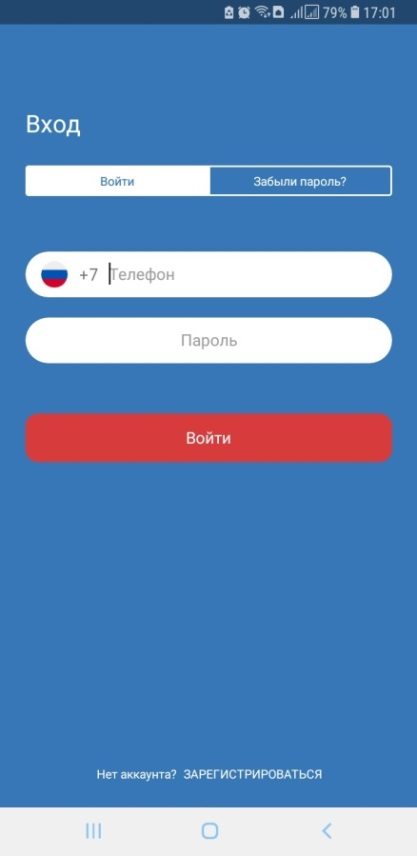 79% 17:01
Вход
Войти Забыли пароль?
+7 Телефон
Пароль
Войти
Нет аккаунта? ЗАРЕГИСТРИРОВАТЬСЯ